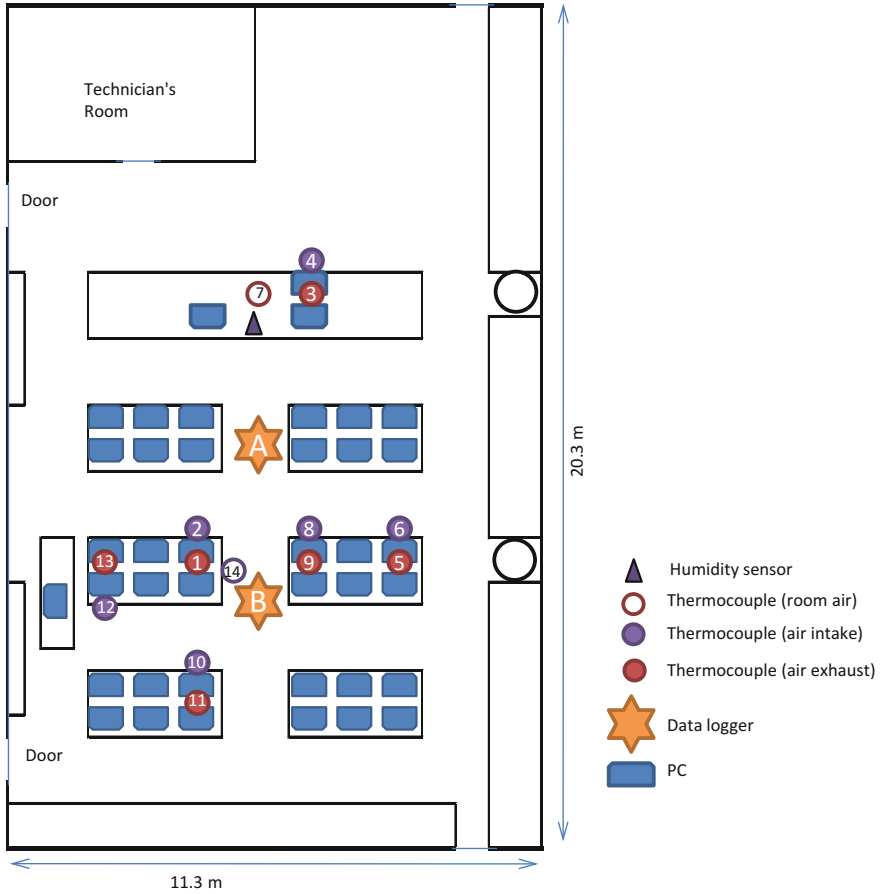 Technician's
Room
Door
4
7
3
A
20.3 m
2
8
6
13
1
9
5
14
B
12
Humidity sensor
Thermocouple (room air)
Thermocouple (air intake)
Thermocouple (air exhaust)
10
11
Data logger
Door
PC
11.3 m